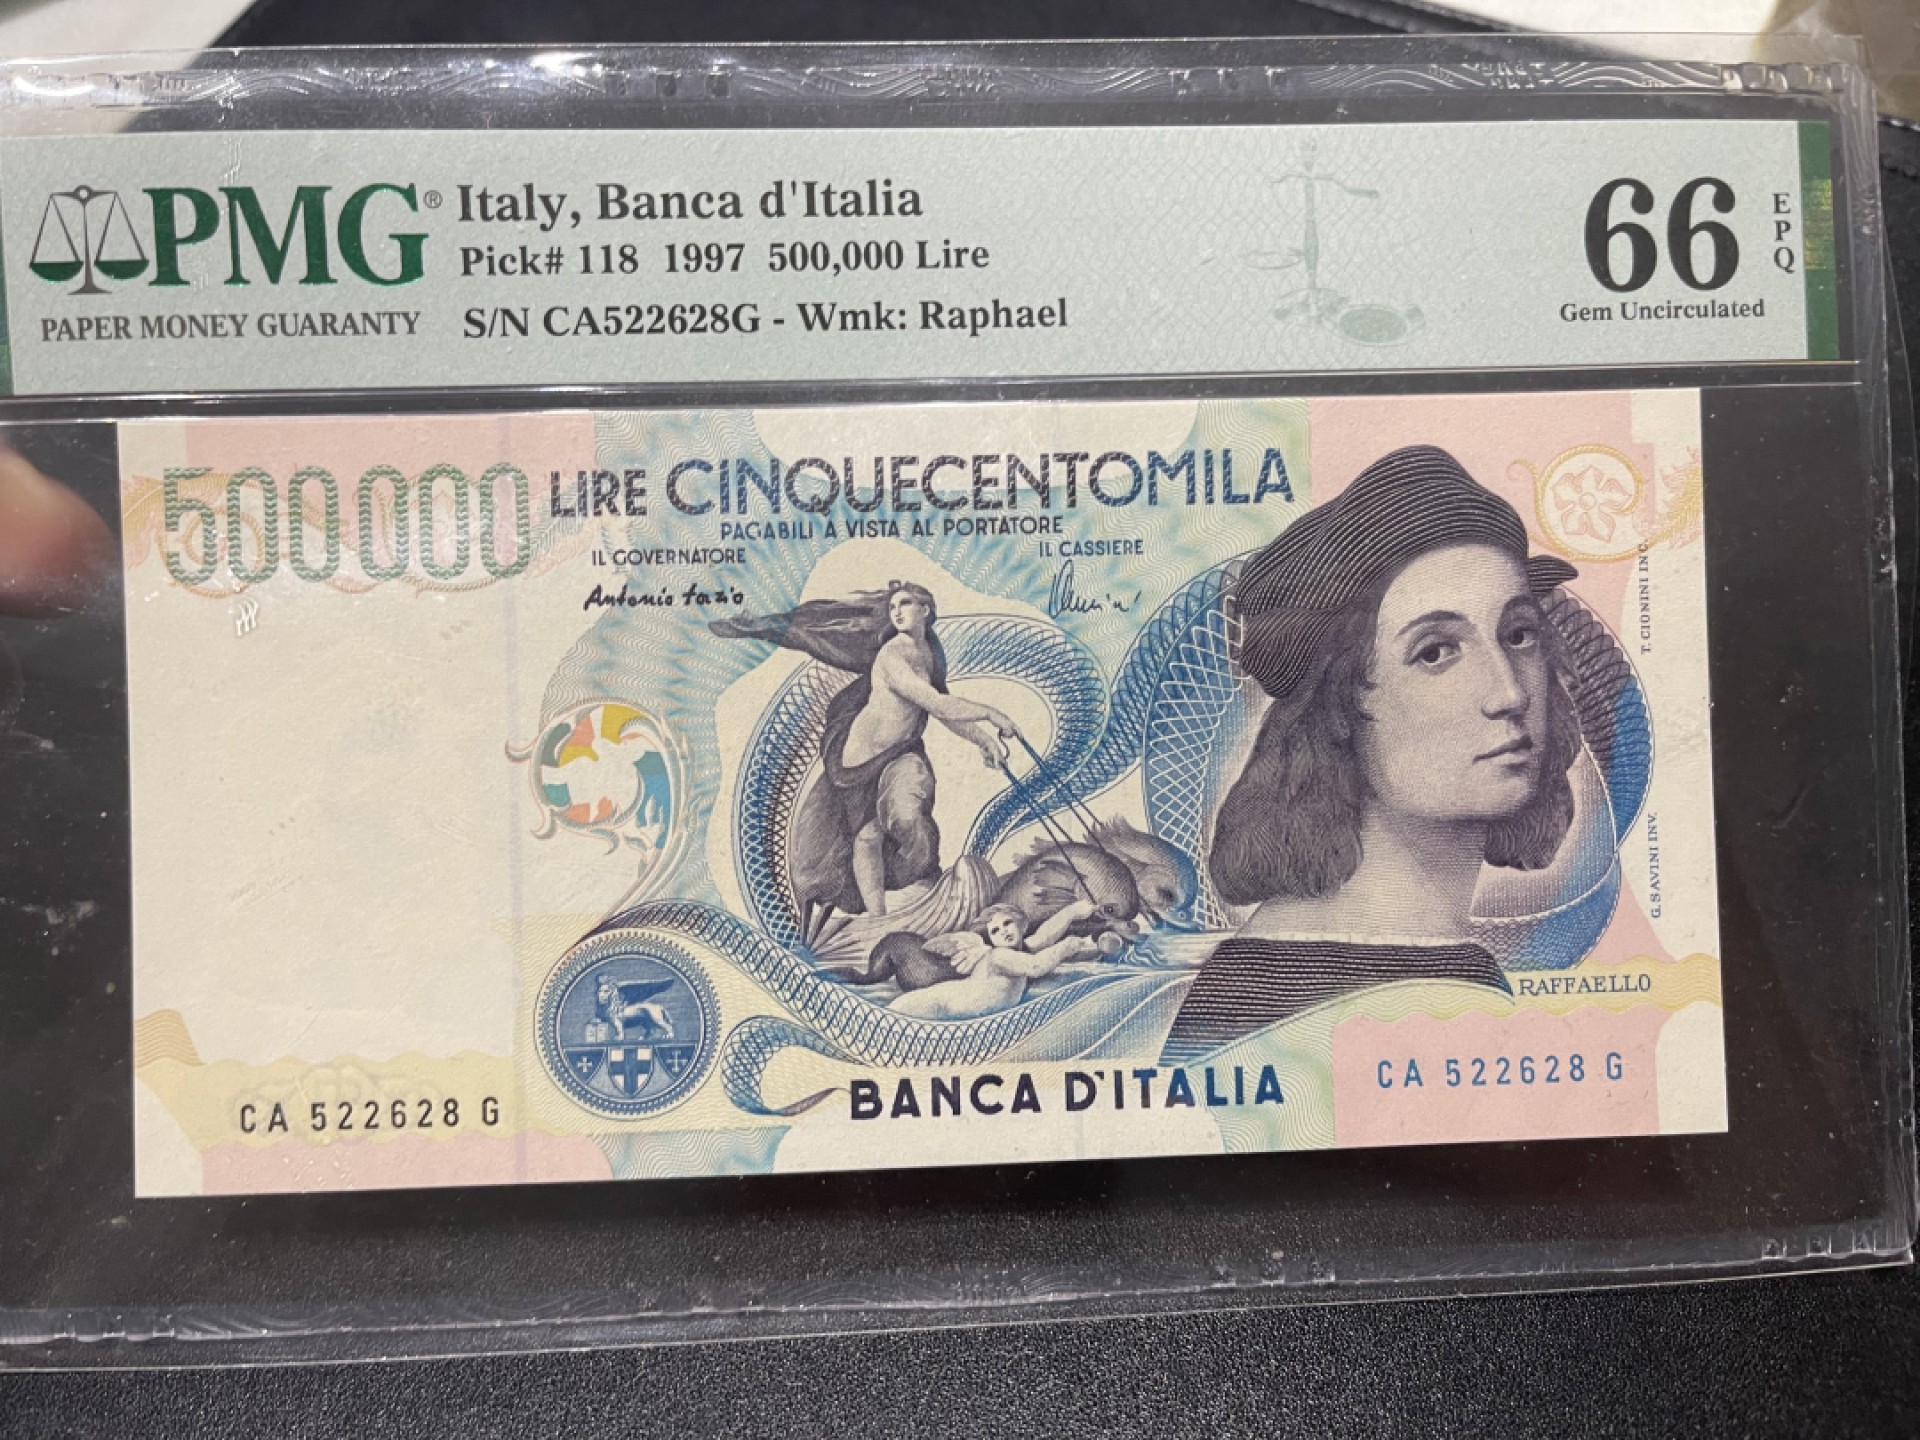 PMG®
PAPER MONEY GUARANTY
Italy, Banca d'Italia
Pick# 118 1997 500,000 Lire
S/N CA522628G - Wmk: Raphael
66
EPQ
Gem Uncirculated
500000 LIRE CINQUECENTOMILA
PAGABILI A VISTA AL PORTATORE
IL GOVERNATORE
IL CASSIERE
Antonio Fazio
T. CIONINI INC.
G. SAVINI INV.
RAFFAELLO
CA 522628 G
BANCA D'ITALIA
CA 522628 G